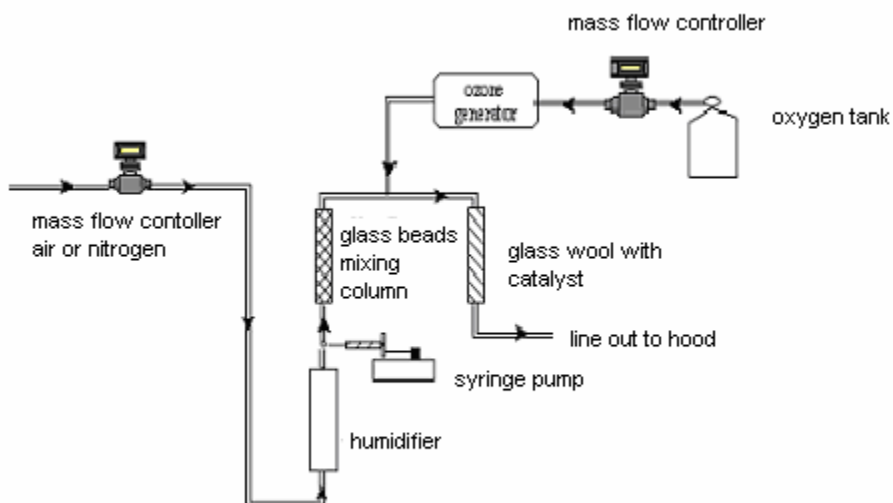 mass flow controller
ozone
generator
oxygen tank
mass flow contoller
air or nitrogen
glass beads
mixing
column
glass wool with
catalyst
line out to hood
syringe pump
humidifier